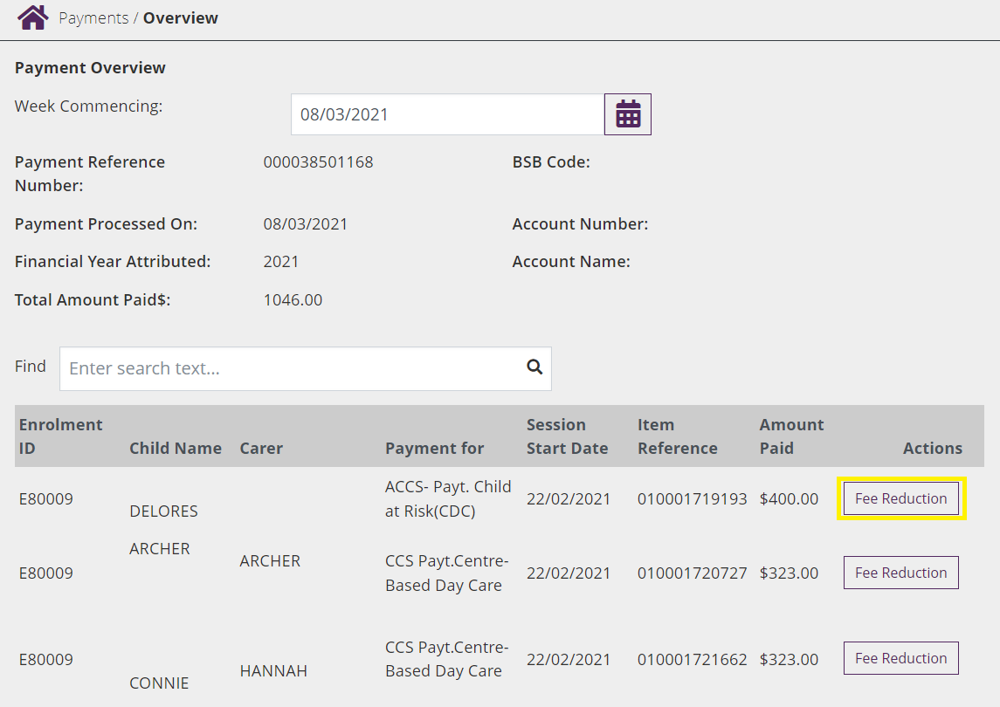 Payments / Overview
Payment Overview
Week Commencing:
08/03/2021
Payment Reference Number:
000038501168
BSB Code:
Payment Processed On:
08/03/2021
Account Number:
Financial Year Attributed:
2021
Account Name:
Total Amount Paid$:
1046.00
Find
Enter search text...
Enrolment ID
Child Name
Carer
Payment for
Session Start Date
Item Reference
Amount Paid
Actions
E80009
DELORES
ACCS- Payt. Child at Risk(CDC)
22/02/2021
010001719193
$400.00
Fee Reduction
E80009
ARCHER
ARCHER
CCS Payt.Centre-Based Day Care
22/02/2021
010001720727
$323.00
Fee Reduction
E80009
CONNIE
HANNAH
CCS Payt.Centre-Based Day Care
22/02/2021
010001721662
$323.00
Fee Reduction